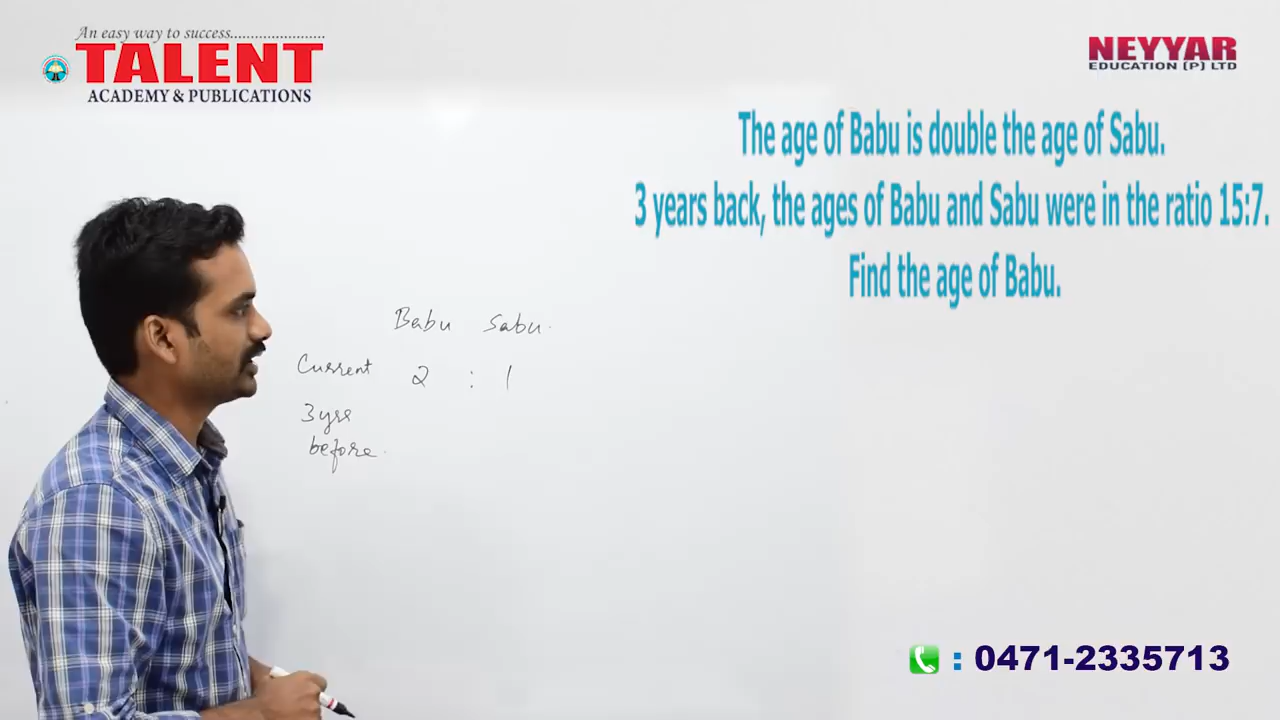 An easy way to success.......................
TALENT
ACADEMY & PUBLICATIONS
NEYYAR
EDUCATION (P) LTD
The age of Babu is double the age of Sabu.
3 years back, the ages of Babu and Sabu were in the ratio 15:7.
Find the age of Babu.
Babu Sabu.
Current 2 : 1
3yrs
before.
: 0471-2335713